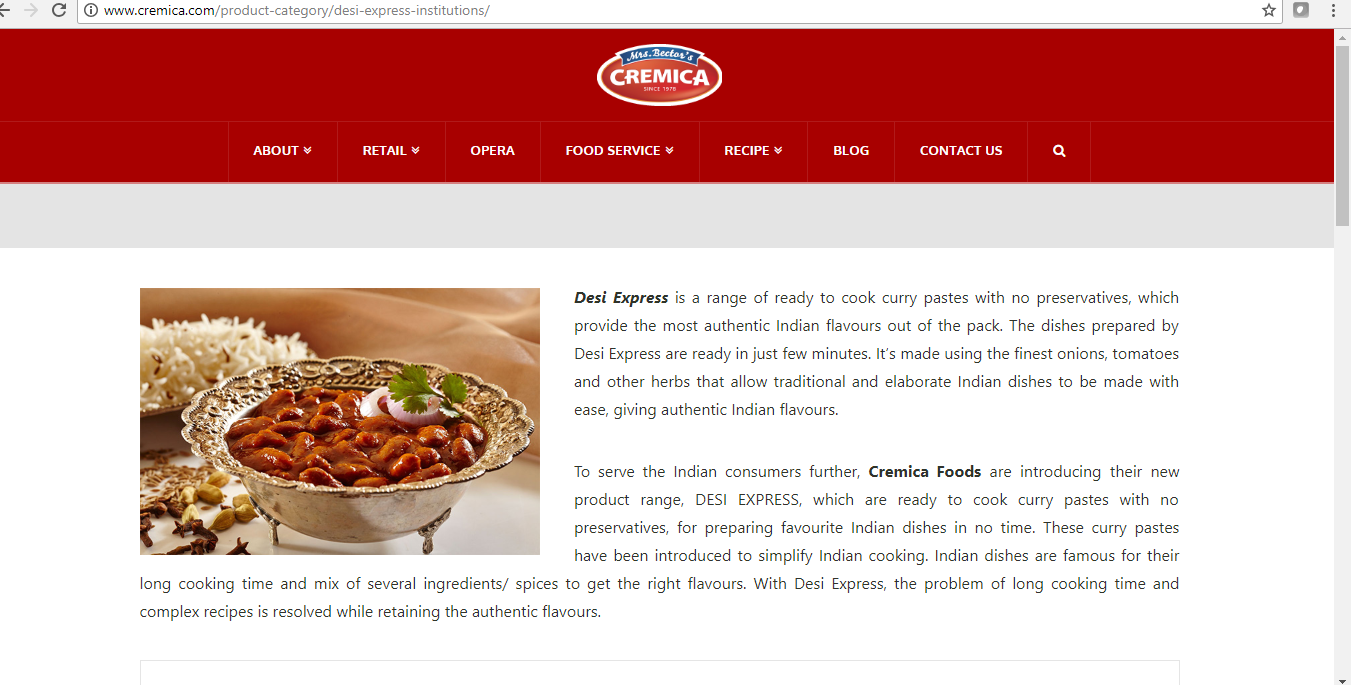 www.cremica.com/product-category/desi-express-institutions/
Mrs.Bector's
CREMICA
SINCE 1978
ABOUT RETAIL OPERA FOOD SERVICE RECIPE BLOG CONTACT US
Desi Express is a range of ready to cook curry pastes with no preservatives, which
provide the most authentic Indian flavours out of the pack. The dishes prepared by
Desi Express are ready in just few minutes. It’s made using the finest onions, tomatoes
and other herbs that allow traditional and elaborate Indian dishes to be made with
ease, giving authentic Indian flavours.
To serve the Indian consumers further, Cremica Foods are introducing their new
product range, DESI EXPRESS, which are ready to cook curry pastes with no
preservatives, for preparing favourite Indian dishes in no time. These curry pastes
have been introduced to simplify Indian cooking. Indian dishes are famous for their
long cooking time and mix of several ingredients/ spices to get the right flavours. With Desi Express, the problem of long cooking time and
complex recipes is resolved while retaining the authentic flavours.